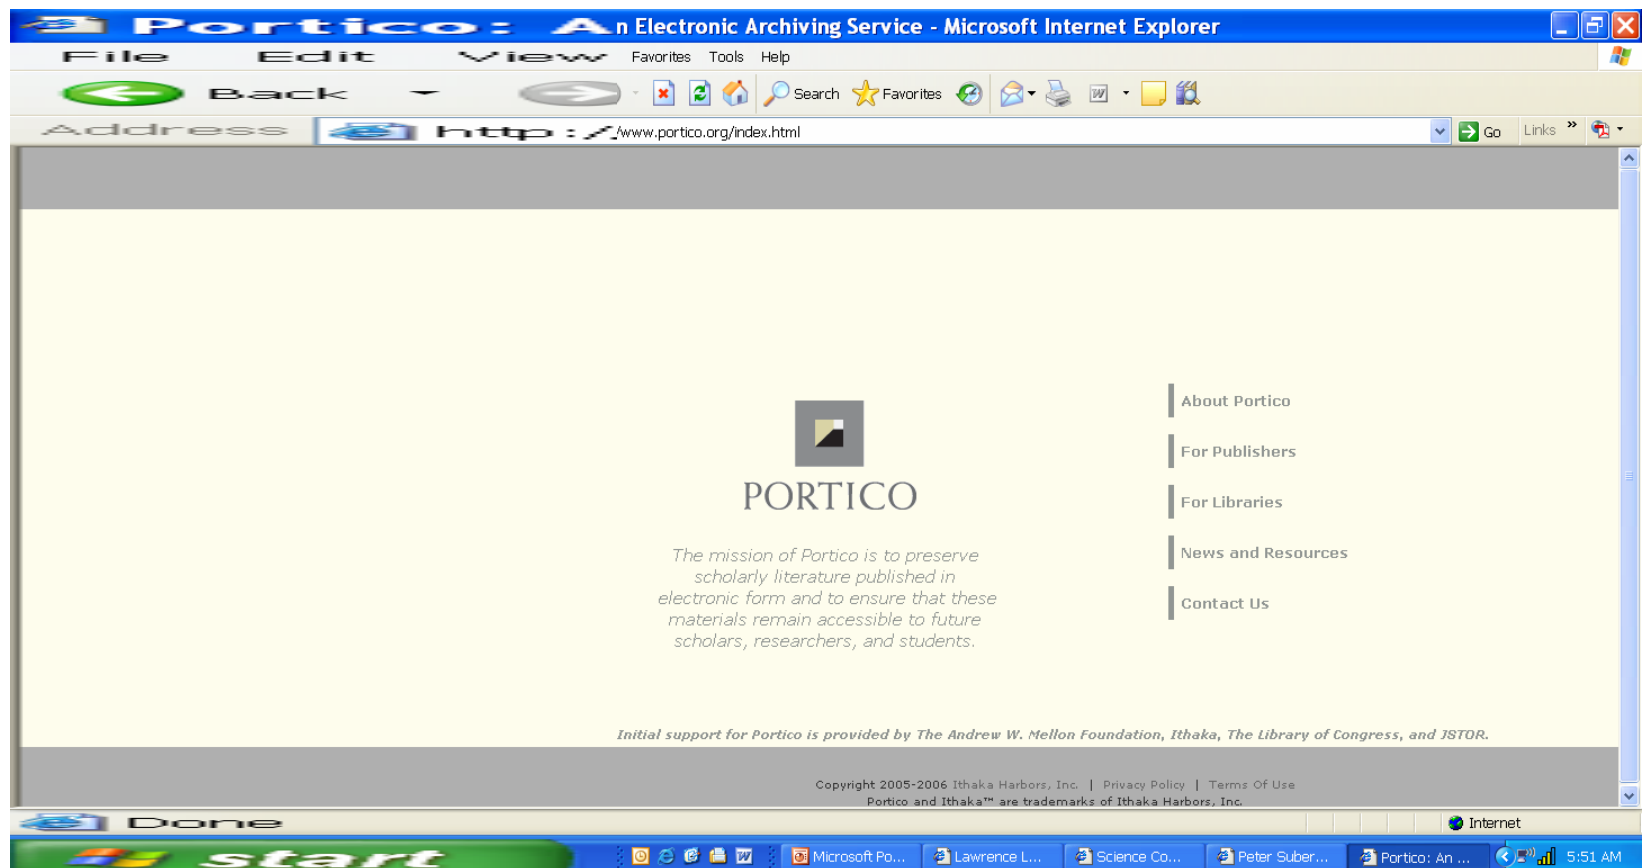 Portico: An Electronic Archiving Service - Microsoft Internet Explorer
File Edit View Favorites Tools Help
Back Search Favorites
Address http://www.portico.org/index.html Go Links »
About Portico
For Publishers
PORTICO
For Libraries
The mission of Portico is to preserve
scholarly literature published in
electronic form and to ensure that these
materials remain accessible to future
scholars, researchers, and students.
News and Resources
Contact Us
Initial support for Portico is provided by The Andrew W. Mellon Foundation, Ithaka, The Library of Congress, and JSTOR.
Copyright 2005-2006 Ithaka Harbors, Inc. | Privacy Policy | Terms Of Use
Portico and Ithaka™ are trademarks of Ithaka Harbors, Inc.
Done Internet
start Microsoft Po... Lawrence L... Science Co... Peter Suber... Portico: An ... 5:51 AM